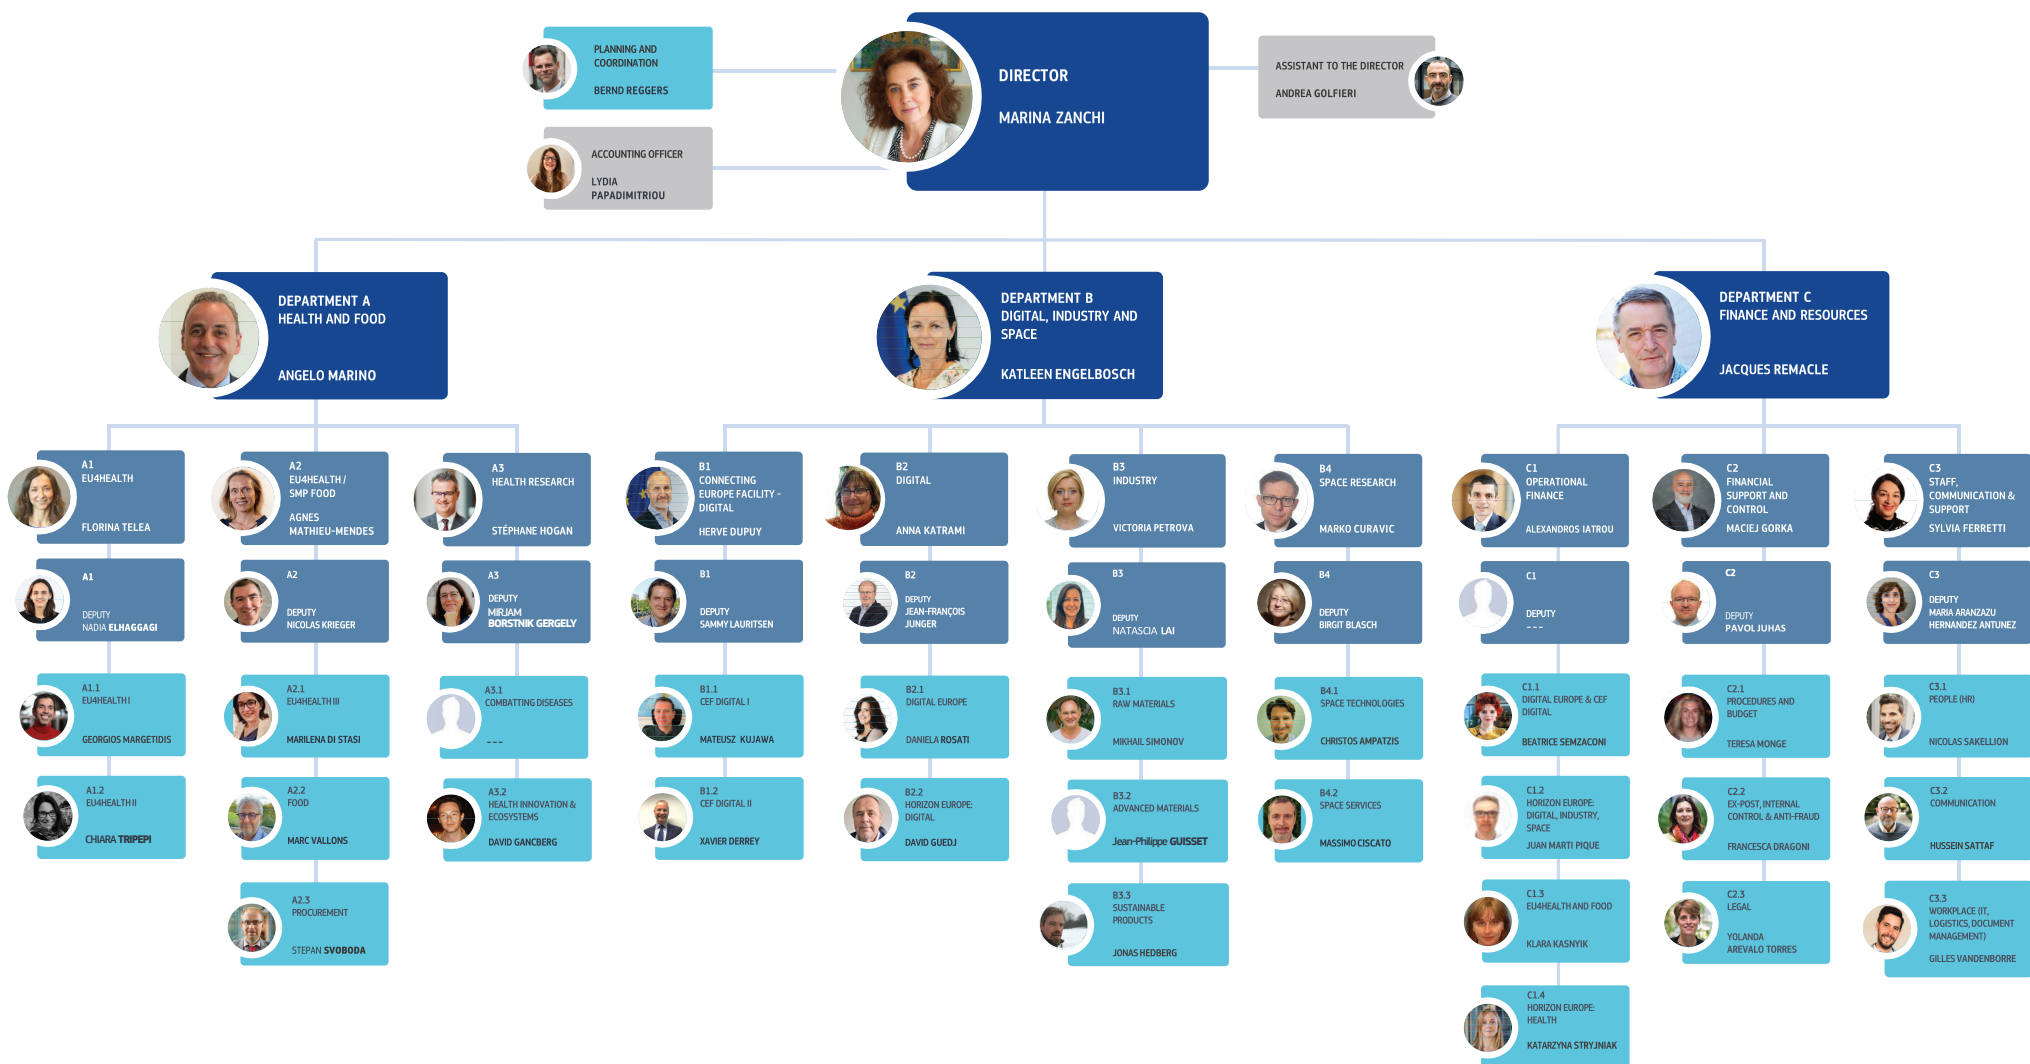 PLANNING AND
COORDINATION
BERND REGGERS
ACCOUNTING OFFICER
LYDIA
PAPADIMITRIOU
DIRECTOR
MARINA ZANCHI
ASSISTANT TO THE DIRECTOR
ANDREA GOLFIERI
DEPARTMENT A
HEALTH AND FOOD
ANGELO MARINO
DEPARTMENT B
DIGITAL, INDUSTRY AND
SPACE
KATLEEN ENGELBOSCH
DEPARTMENT C
FINANCE AND RESOURCES
JACQUES REMACLE
A1
EU4HEALTH
FLORINA TELEA
A2
EU4HEALTH /
SMP FOOD
AGNES
MATHIEU-MENDES
A3
HEALTH RESEARCH
STÉPHANE HOGAN
B1
CONNECTING
EUROPE FACILITY -
DIGITAL
HERVE DUPUY
B2
DIGITAL
ANNA KATRAMI
B3
INDUSTRY
VICTORIA PETROVA
B4
SPACE RESEARCH
MARKO CURAVIC
C1
OPERATIONAL
FINANCE
ALEXANDROS IATROU
C2
FINANCIAL
SUPPORT AND
CONTROL
MACIEJ GORKA
C3
STAFF,
COMMUNICATION &
SUPPORT
SYLVIA FERRETTI
A1
DEPUTY
NADIA ELHAGGAGI
A2
DEPUTY
NICOLAS KRIEGER
A3
DEPUTY
MIRJAM
BORSTNIK GERGELY
B1
DEPUTY
SAMMY LAURITSEN
B2
DEPUTY
JEAN-FRANÇOIS
JUNGER
B3
DEPUTY
NATASCIA LAI
B4
DEPUTY
BIRGIT BLASCH
C1
DEPUTY
---
C2
DEPUTY
PAVOL JUHAS
C3
DEPUTY
MARIA ARANZAZU
HERNANDEZ ANTUNEZ
A1.1
EU4HEALTH I
GEORGIOS MARGETIDIS
A2.1
EU4HEALTH III
MARILENA DI STASI
A3.1
COMBATTING DISEASES
---
B1.1
CEF DIGITAL I
MATEUSZ KUJAWA
B2.1
DIGITAL EUROPE
DANIELA ROSATI
B3.1
RAW MATERIALS
MIKHAIL SIMONOV
B4.1
SPACE TECHNOLOGIES
CHRISTOS AMPATZIS
C1.1
DIGITAL EUROPE & CEF
DIGITAL
BEATRICE SEMZACONI
C2.1
PROCEDURES AND
BUDGET
TERESA MONGE
C3.1
PEOPLE (HR)
NICOLAS SAKELLION
A1.2
EU4HEALTH II
CHIARA TRIPEPI
A2.2
FOOD
MARC VALLONS
A3.2
HEALTH INNOVATION &
ECOSYSTEMS
DAVID GANCBERG
B1.2
CEF DIGITAL II
XAVIER DERREY
B2.2
HORIZON EUROPE:
DIGITAL
DAVID GUEDJ
B3.2
ADVANCED MATERIALS
Jean-Philippe GUISSET
B4.2
SPACE SERVICES
MASSIMO CISCATO
C1.2
HORIZON EUROPE:
DIGITAL, INDUSTRY,
SPACE
JUAN MARTI PIQUE
C2.2
EX-POST, INTERNAL
CONTROL & ANTI-FRAUD
FRANCESCA DRAGONI
C3.2
COMMUNICATION
HUSSEIN SATTAF
A2.3
PROCUREMENT
STEPAN SVOBODA
B3.3
SUSTAINABLE
PRODUCTS
JONAS HEDBERG
C1.3
EU4HEALTH AND FOOD
KLARA KASNYIK
C2.3
LEGAL
YOLANDA
AREVALO TORRES
C3.3
WORKPLACE (IT,
LOGISTICS, DOCUMENT
MANAGEMENT)
GILLES VANDENBORRE
C1.4
HORIZON EUROPE:
HEALTH
KATARZYNA STRYJNIAK